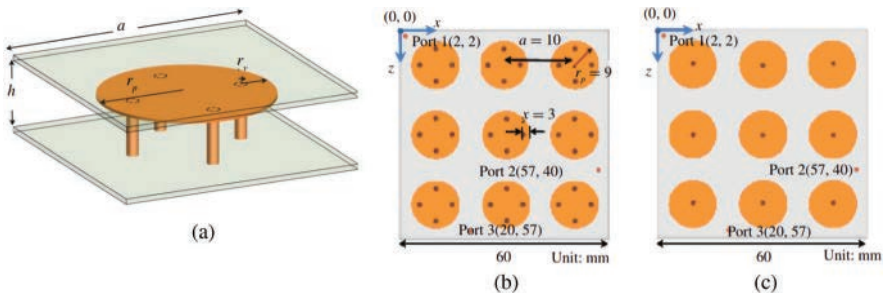 a
h
r_p
r_v
(a)
(0, 0)
x
Port 1(2, 2)
z
a = 10
r_p = 9
x = 3
Port 2(57, 40)
Port 3(20, 57)
60
Unit: mm
(b)
(0, 0)
x
Port 1(2, 2)
z
Port 2(57, 40)
Port 3(20, 57)
60
Unit: mm
(c)